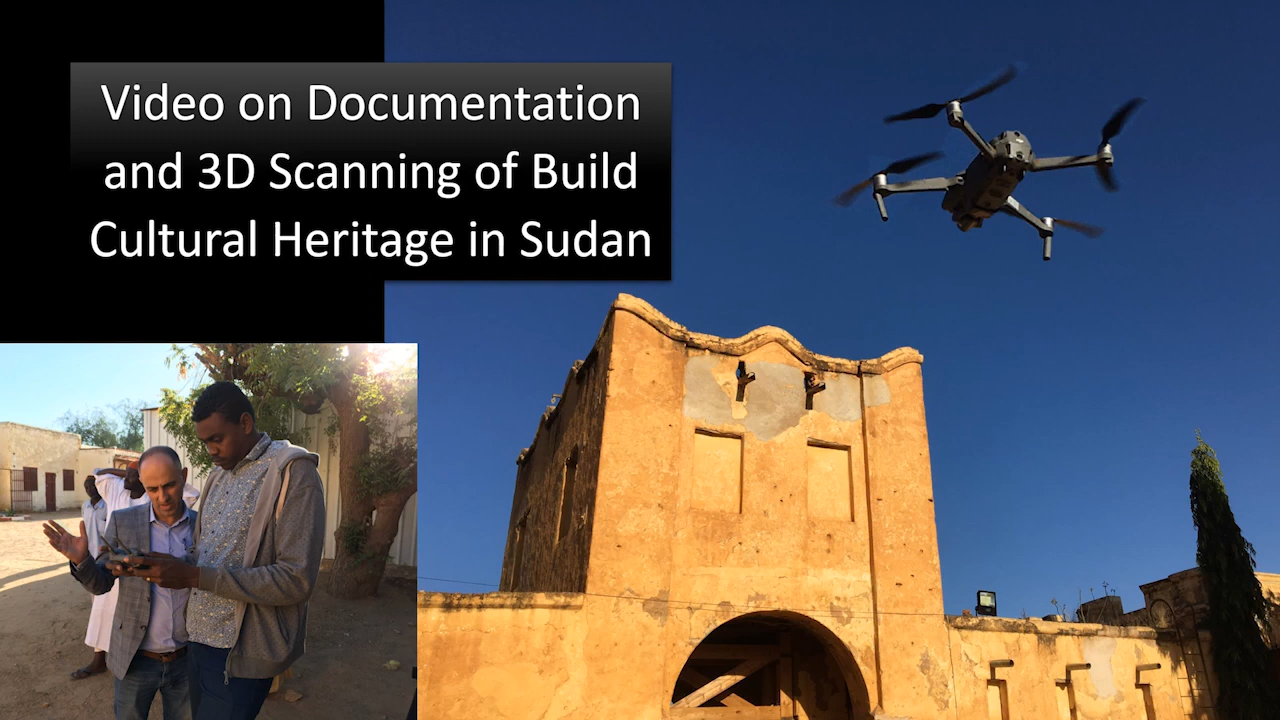 Video on Documentation
and 3D Scanning of Build
Cultural Heritage in Sudan